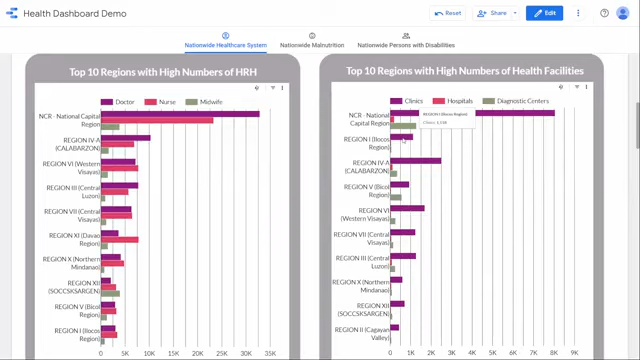 Health Dashboard Demo
Reset
Share
Edit
Nationwide Healthcare System
Nationwide Malnutrition
Nationwide Persons with Disabilities
Top 10 Regions with High Numbers of HRH
Doctor Nurse Midwife
NCR - National Capital
Region
REGION IV-A
(CALABARZON)
REGION VI (Western
Visayas)
REGION III (Central
Luzon)
REGION VII (Central
Visayas)
REGION XI (Davao
Region)
REGION X (Northern
Mindanao)
REGION XII
(SOCCSKSARGEN)
REGION V (Bicol
Region)
REGION I (Ilocos
Region)
0 5K 10K 15K 20K 25K 30K 35K
Top 10 Regions with High Numbers of Health Facilities
Clinics Hospitals Diagnostic Centers
NCR - National
Capital Region
REGION I (Ilocos Region)
REGION I (Ilocos
Region)
REGION IV-A
(CALABARZON)
REGION V (Bicol
Region)
REGION VI
(Western Visayas)
REGION VII (Central
Visayas)
REGION III (Central
Luzon)
REGION X (Northern
Mindanao)
REGION XII
(SOCCSKSARGEN)
REGION II (Cagayan
Valley)
0 1K 2K 3K 4K 5K 6K 7K 8K 9K